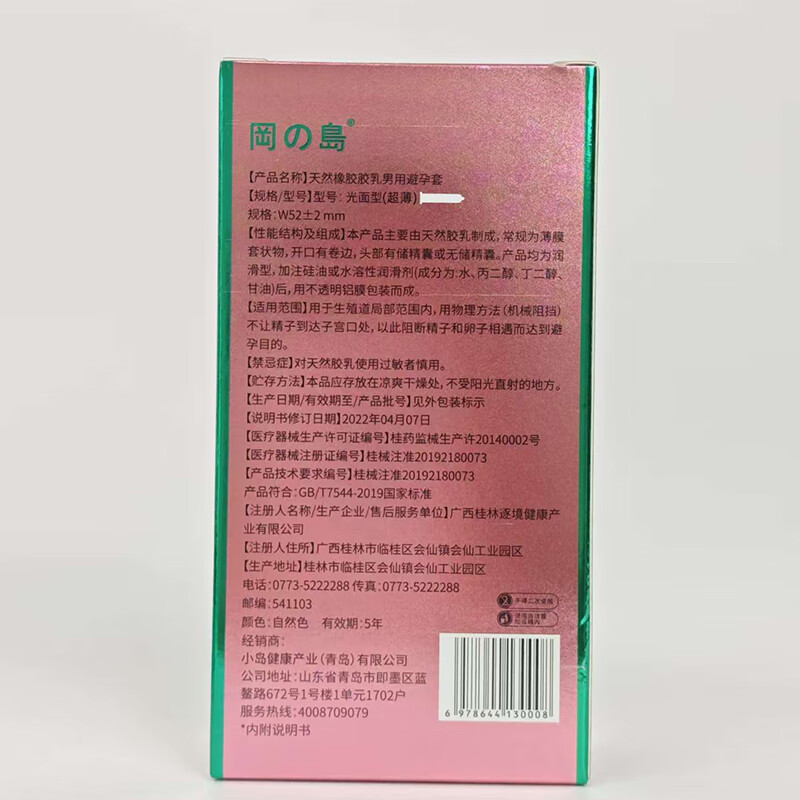 岡の島®
【产品名称】天然橡胶胶乳男用避孕套
【规格/型号】型号:光面型(超薄)
规格:W52±2 mm
【性能结构及组成】本产品主要由天然胶乳制成,常规为薄膜
套状物,开口有卷边,头部有储精囊或无储精囊。产品均为润
滑型,加注硅油或水溶性润滑剂(成分为:水、丙二醇、丁二醇、
甘油)后,用不透明铝膜包装而成。
【适用范围】用于生殖道局部范围内,用物理方法(机械阻挡)
不让精子到达子宫口处,以此阻断精子和卵子相遇而达到避
孕目的。
【禁忌症】对天然胶乳使用过敏者慎用。
【贮存方法】本品应存放在凉爽干燥处,不受阳光直射的地方。
【生产日期/有效期至/产品批号】见外包装标示
【说明书修订日期】2022年04月07日
【医疗器械生产许可证编号】桂药监械生产许20140002号
【医疗器械注册证编号】桂械注准20192180073
【产品技术要求编号】桂械注准20192180073
产品符合:GB/T7544-2019国家标准
【注册人名称/生产企业/售后服务单位】广西桂林逐境健康产
业有限公司
【注册人住所】广西桂林市临桂区会仙镇会仙工业园区
【生产地址】桂林市临桂区会仙镇会仙工业园区
电话:0773-5222288 传真:0773-5222288
邮编:541103
颜色:自然色 有效期:5年
不得二次使用
经销商:
小岛健康产业(青岛)有限公司
公司地址:山东省青岛市即墨区蓝
鳌路672号1号楼1单元1702户
服务热线:4008709079
*内附说明书
6 978644 130008